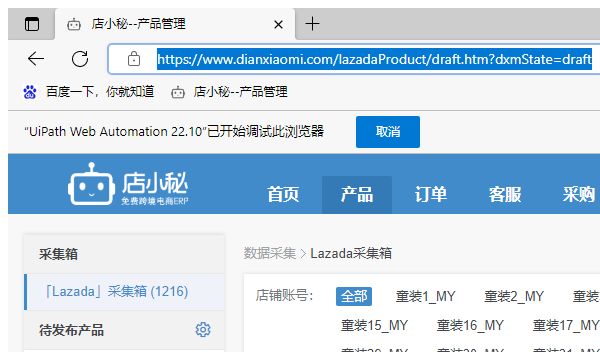 店小秘--产品管理
https://www.dianxiaomi.com/lazadaProduct/draft.htm?dxmState=draft
百度一下，你就知道 店小秘--产品管理
“UiPath Web Automation 22.10”已开始调试此浏览器 取消
店小秘
免费跨境电商ERP
首页 产品 订单 客服 采购
采集箱
「Lazada」采集箱 (1216)
待发布产品
数据采集 > Lazada采集箱
店铺账号： 全部 童装1_MY 童装2_MY 童装
童装15_MY 童装16_MY 童装17_MY